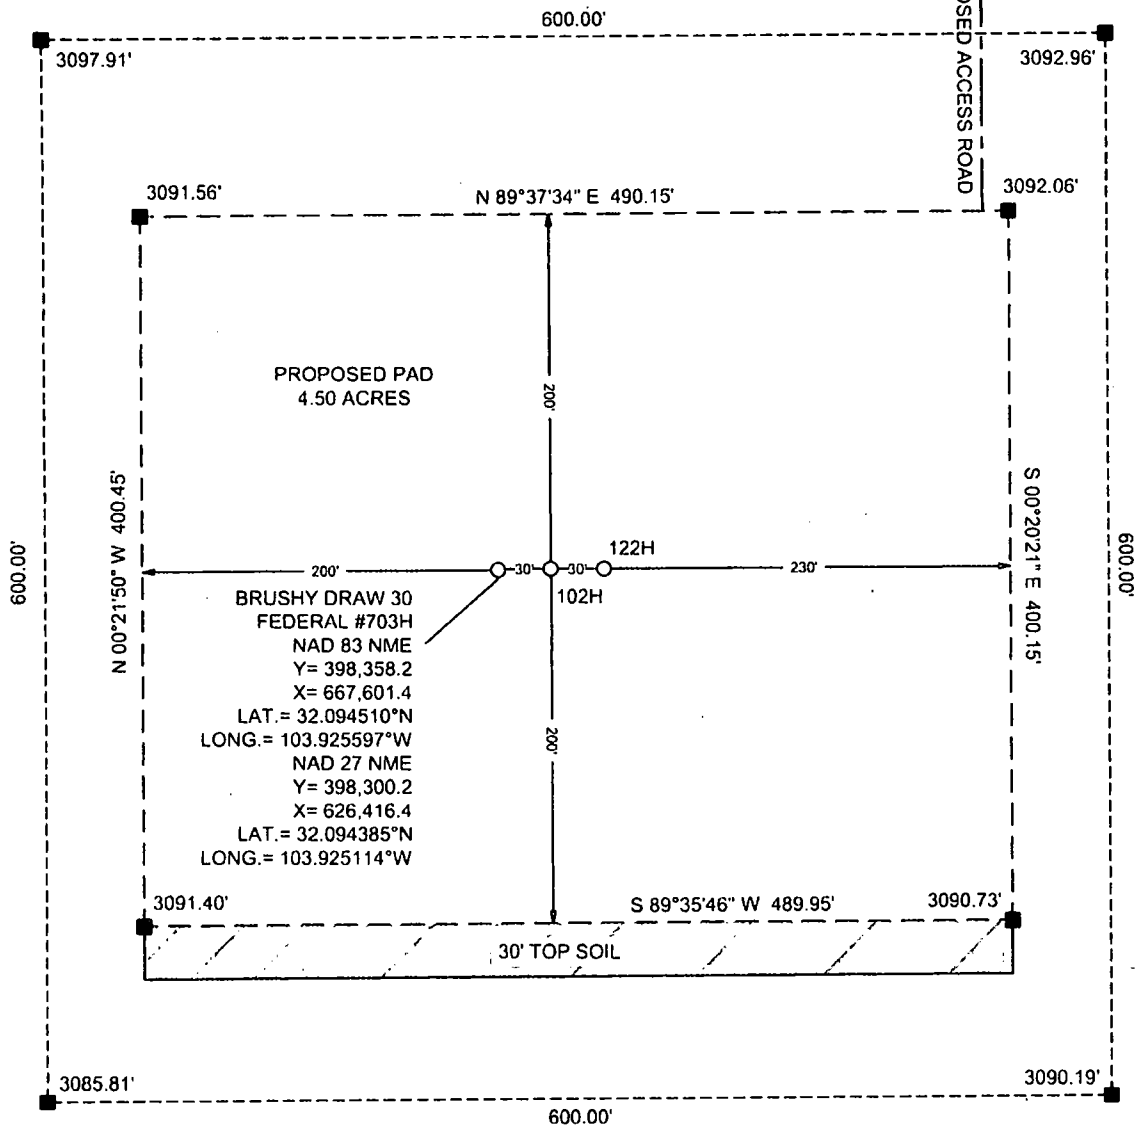 600.00'
3097.91'
3092.96'
OSED ACCESS ROAD
3091.56'
N 89°37'34" E 490.15'
3092.06'
PROPOSED PAD
4.50 ACRES
200'
N 00°21'50" W 400.45'
S 00°20'21" E 400.15'
600.00'
600.00'
122H
200'
30'
30'
230'
102H
BRUSHY DRAW 30
FEDERAL #703H
NAD 83 NME
Y= 398,358.2
X= 667,601.4
LAT.= 32.094510°N
LONG.= 103.925597°W
NAD 27 NME
Y= 398,300.2
X= 626,416.4
LAT.= 32.094385°N
LONG.= 103.925114°W
200'
3091.40'
S 89°35'46" W 489.95'
3090.73'
30' TOP SOIL
3085.81'
3090.19'
600.00'